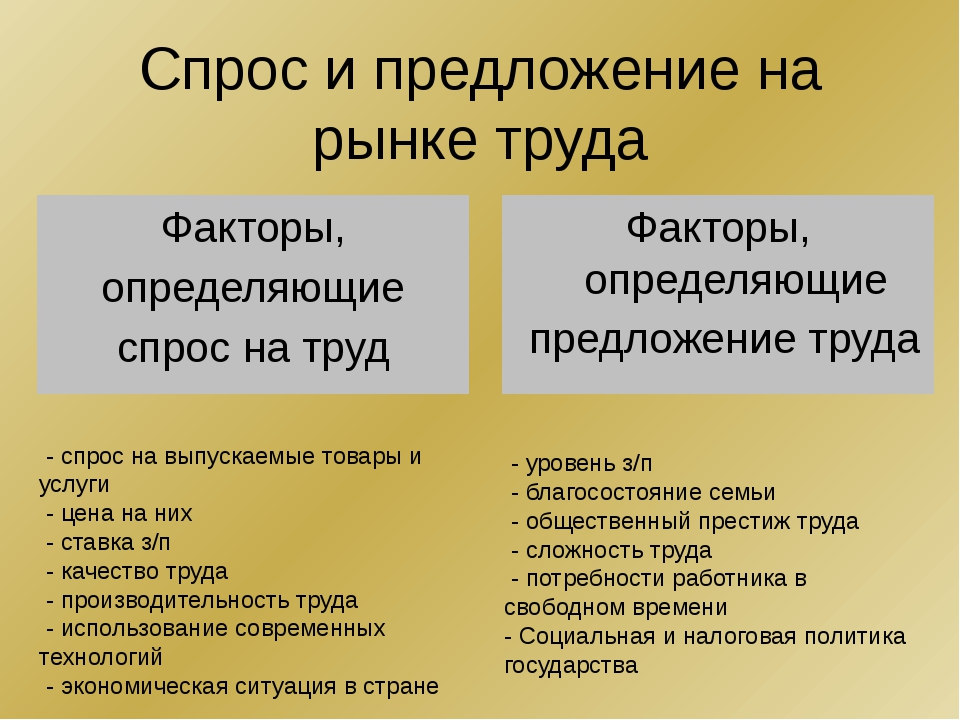 Спрос и предложение на
рынке труда
Факторы,
определяющие
спрос на труд
- спрос на выпускаемые товары и
услуги
- цена на них
- ставка з/п
- качество труда
- производительность труда
- использование современных
технологий
- экономическая ситуация в стране
Факторы,
определяющие
предложение труда
- уровень з/п
- благосостояние семьи
- общественный престиж труда
- сложность труда
- потребности работника в
свободном времени
- Социальная и налоговая политика
государства